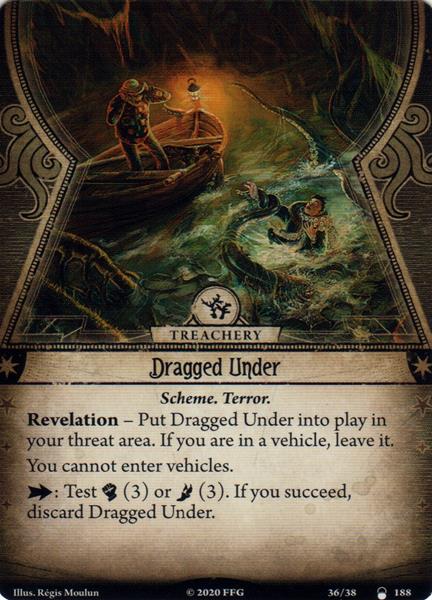 TREACHERY
Dragged Under
Scheme. Terror.
Revelation – Put Dragged Under into play in
your threat area. If you are in a vehicle, leave it.
You cannot enter vehicles.
: Test (3) or (3). If you succeed,
discard Dragged Under.
Illus. Régis Moulun © 2020 FFG 36/38 188